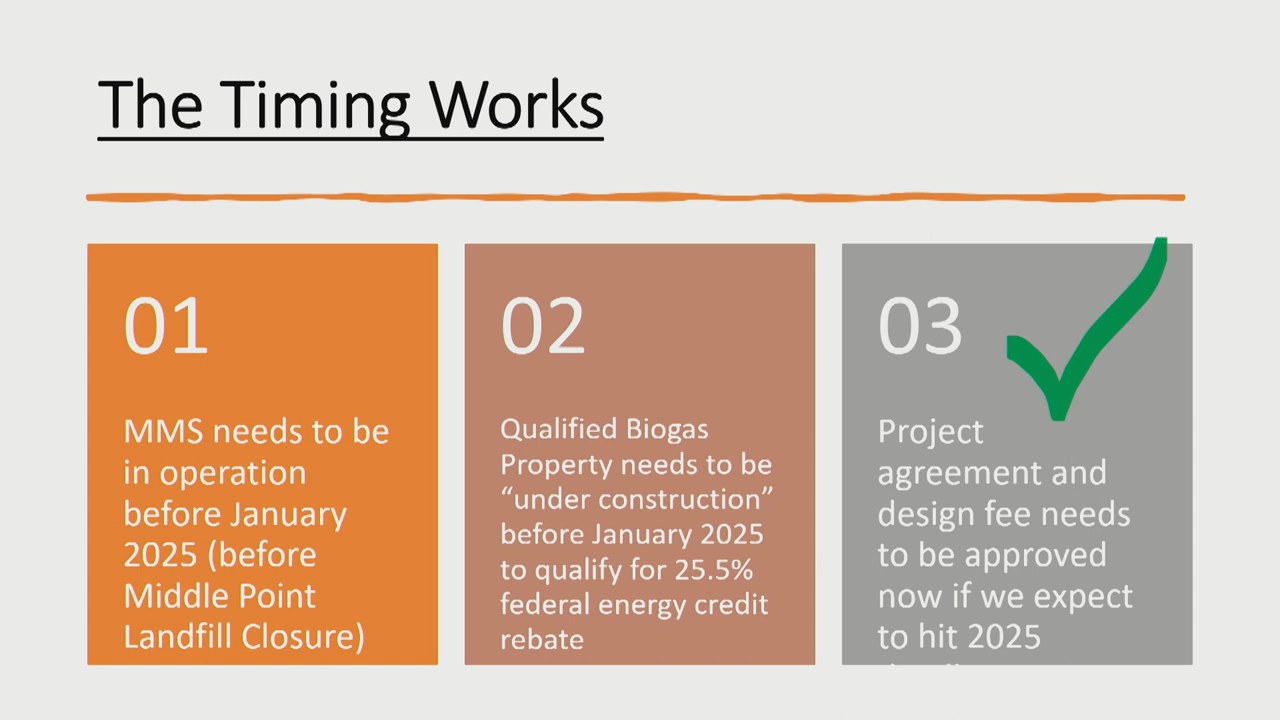 The Timing Works
01
MMS needs to be
in operation
before January
2025 (before
Middle Point
Landfill Closure)
02
Qualified Biogas
Property needs to be
“under construction”
before January 2025
to qualify for 25.5%
federal energy credit
rebate
03
Project
agreement and
design fee needs
to be approved
now if we expect
to hit 2025